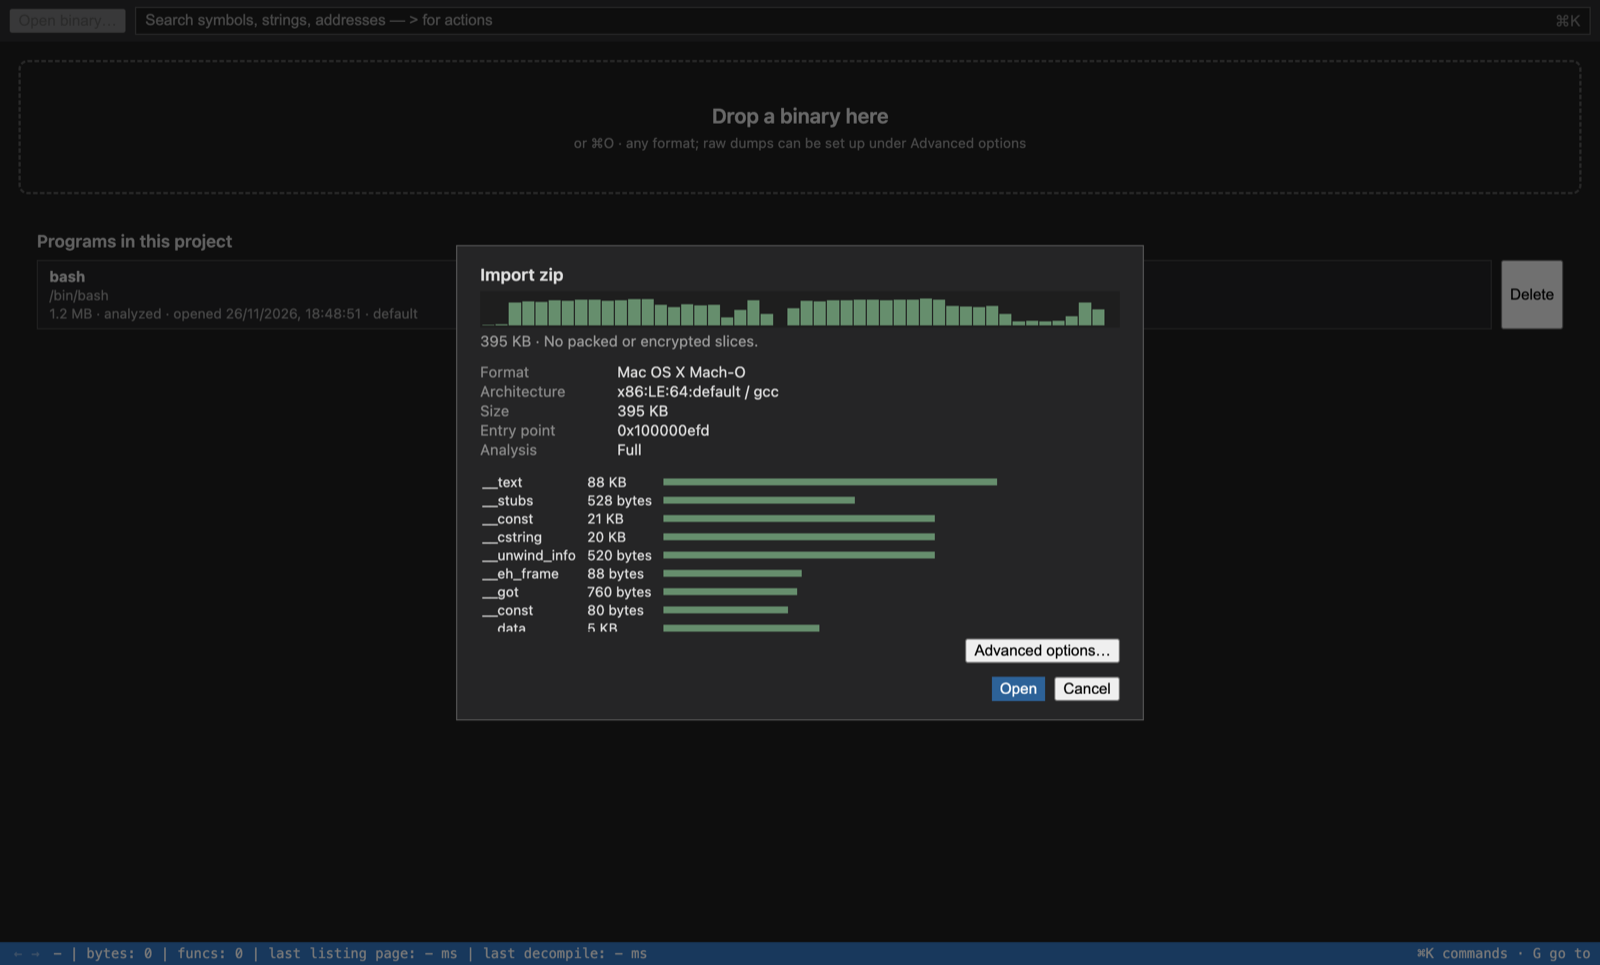 Open binary…
Search symbols, strings, addresses — > for actions ⌘K
Drop a binary here
or ⌘O · any format; raw dumps can be set up under Advanced options
Programs in this project
bash
/bin/bash
1.2 MB · analyzed · opened 26/11/2026, 18:48:51 · default
Delete
Import zip
395 KB · No packed or encrypted slices.
Format Mac OS X Mach-O
Architecture x86:LE:64:default / gcc
Size 395 KB
Entry point 0x100000efd
Analysis Full
__text 88 KB
__stubs 528 bytes
__const 21 KB
__cstring 20 KB
__unwind_info 520 bytes
__eh_frame 88 bytes
__got 760 bytes
__const 80 bytes
__data 5 KB
Advanced options…
Open Cancel
← → – | bytes: 0 | funcs: 0 | last listing page: – ms | last decompile: – ms ⌘K commands · G go to